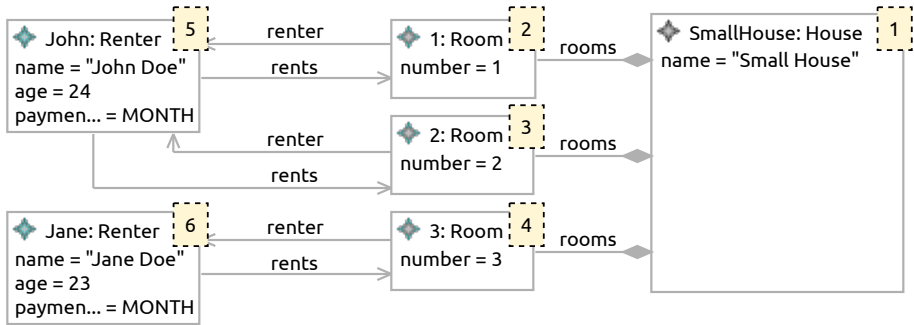 John: Renter
5
name = "John Doe"
age = 24
paymen... = MONTH
renter
rents
1: Room
2
number = 1
rooms
SmallHouse: House
1
name = "Small House"
renter
rents
2: Room
3
number = 2
rooms
Jane: Renter
6
name = "Jane Doe"
age = 23
paymen... = MONTH
renter
rents
3: Room
4
number = 3
rooms